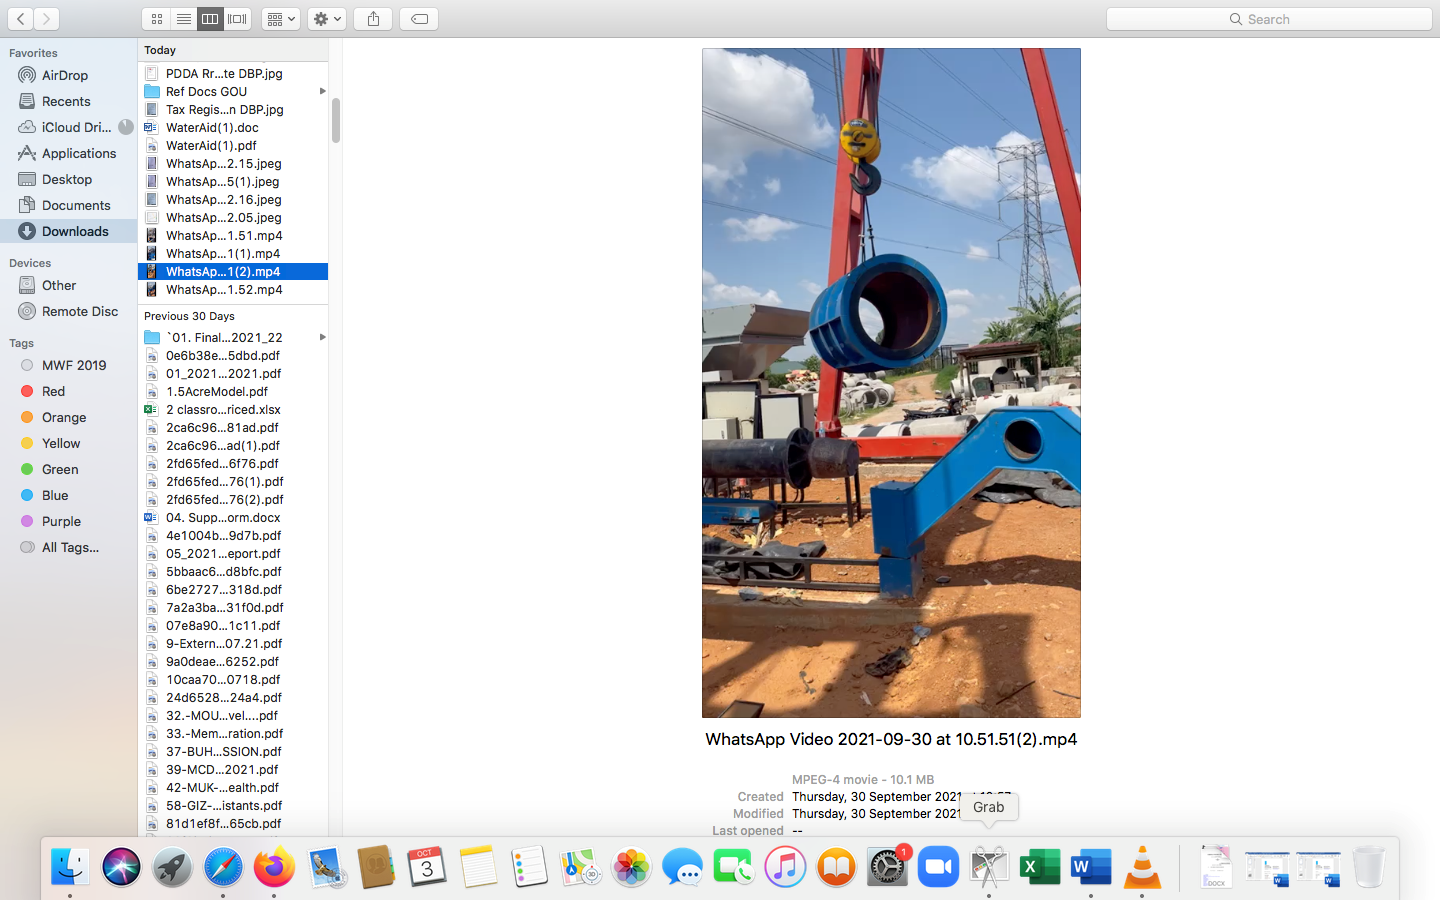 Search
Favorites
AirDrop
Recents
iCloud Dri...
Applications
Desktop
Documents
Downloads
Devices
Other
Remote Disc
Tags
MWF 2019
Red
Orange
Yellow
Green
Blue
Purple
All Tags...
Today
PDDA Rr...te DBP.jpg
Ref Docs GOU
Tax Regis...n DBP.jpg
WaterAid(1).doc
WaterAid(1).pdf
WhatsAp...2.15.jpeg
WhatsAp...5(1).jpeg
WhatsAp...2.16.jpeg
WhatsAp...2.05.jpeg
WhatsAp...1.51.mp4
WhatsAp...1(1).mp4
WhatsAp...1(2).mp4
WhatsAp...1.52.mp4
Previous 30 Days
`01. Final...2021_22
0e6b38e...5dbd.pdf
01_2021...2021.pdf
1.5AcreModel.pdf
2 classro...riced.xlsx
2ca6c96...81ad.pdf
2ca6c96...ad(1).pdf
2fd65fed...6f76.pdf
2fd65fed...76(1).pdf
2fd65fed...76(2).pdf
04. Supp...orm.docx
4e1004b...9d7b.pdf
05_2021...eport.pdf
5bbaac6...d8bfc.pdf
6be2727...318d.pdf
7a2a3ba...31f0d.pdf
07e8a90...1c11.pdf
9-Extern...07.21.pdf
9a0deae...6252.pdf
10caa70...0718.pdf
24d6528...24a4.pdf
32.-MOU...vel....pdf
33.-Mem...ration.pdf
37-BUH...SSION.pdf
39-MCD...2021.pdf
42-MUK-...ealth.pdf
58-GIZ-...istants.pdf
81d1ef8f...65cb.pdf
WhatsApp Video 2021-09-30 at 10.51.51(2).mp4
MPEG-4 movie - 10.1 MB
Created Thursday, 30 September 2021
Modified Thursday, 30 September 2021
Last opened --
Grab
OCT
3
3D
1
X
W
DOCX